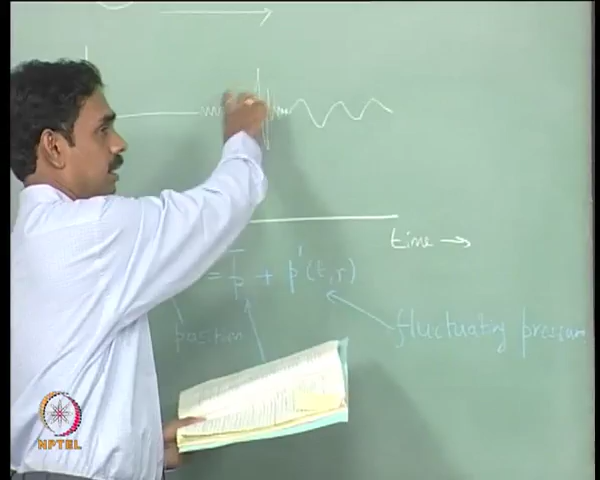 time →
= p̅ + p'(t,r)
position
fluctuating pressure
NPTEL